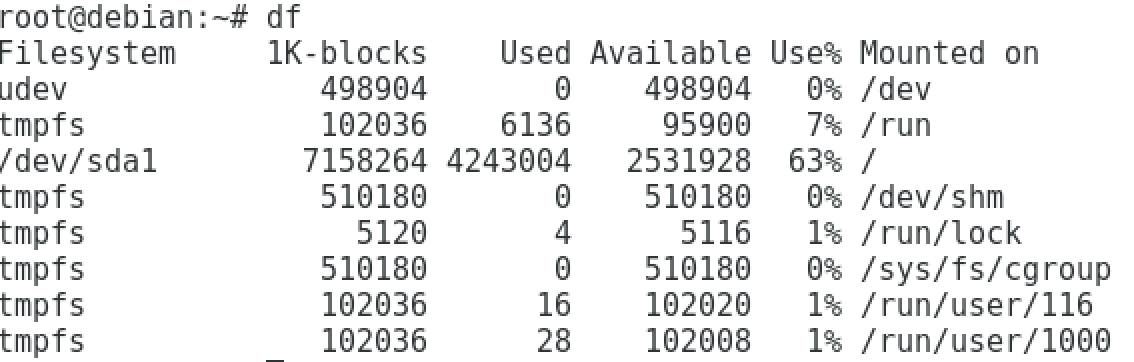 root@debian:~# df
Filesystem     1K-blocks    Used Available Use% Mounted on
udev              498904       0    498904   0% /dev
tmpfs             102036    6136     95900   7% /run
/dev/sda1        7158264 4243004   2531928  63% /
tmpfs             510180       0    510180   0% /dev/shm
tmpfs               5120       4      5116   1% /run/lock
tmpfs             510180       0    510180   0% /sys/fs/cgroup
tmpfs             102036      16    102020   1% /run/user/116
tmpfs             102036      28    102008   1% /run/user/1000